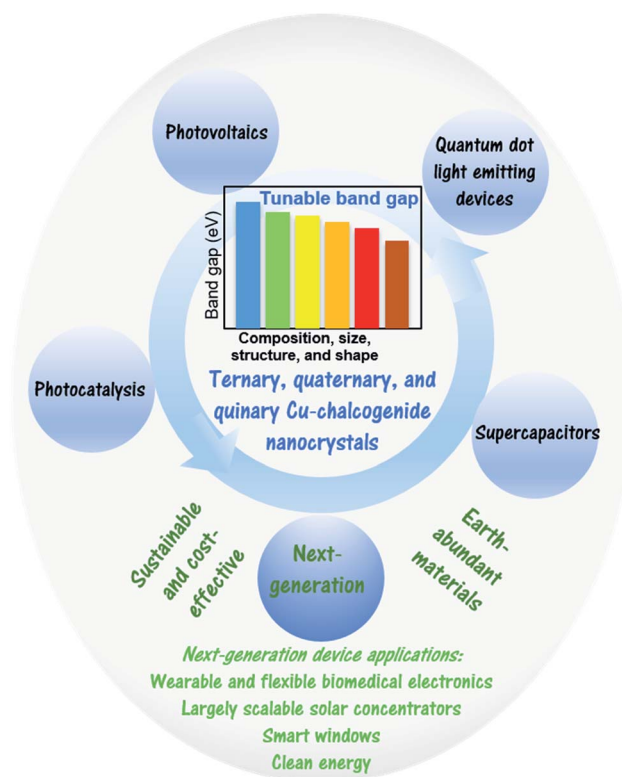 Photovoltaics
Quantum dot
light emitting
devices
Tunable band gap
Band gap (eV)
Composition, size,
structure, and shape
Ternary, quaternary, and
quinary Cu-chalcogenide
nanocrystals
Photocatalysis
Supercapacitors
Sustainable
and cost-
effective
Next-
generation
Earth-
abundant
materials
Next-generation device applications:
Wearable and flexible biomedical electronics
Largely scalable solar concentrators
Smart windows
Clean energy